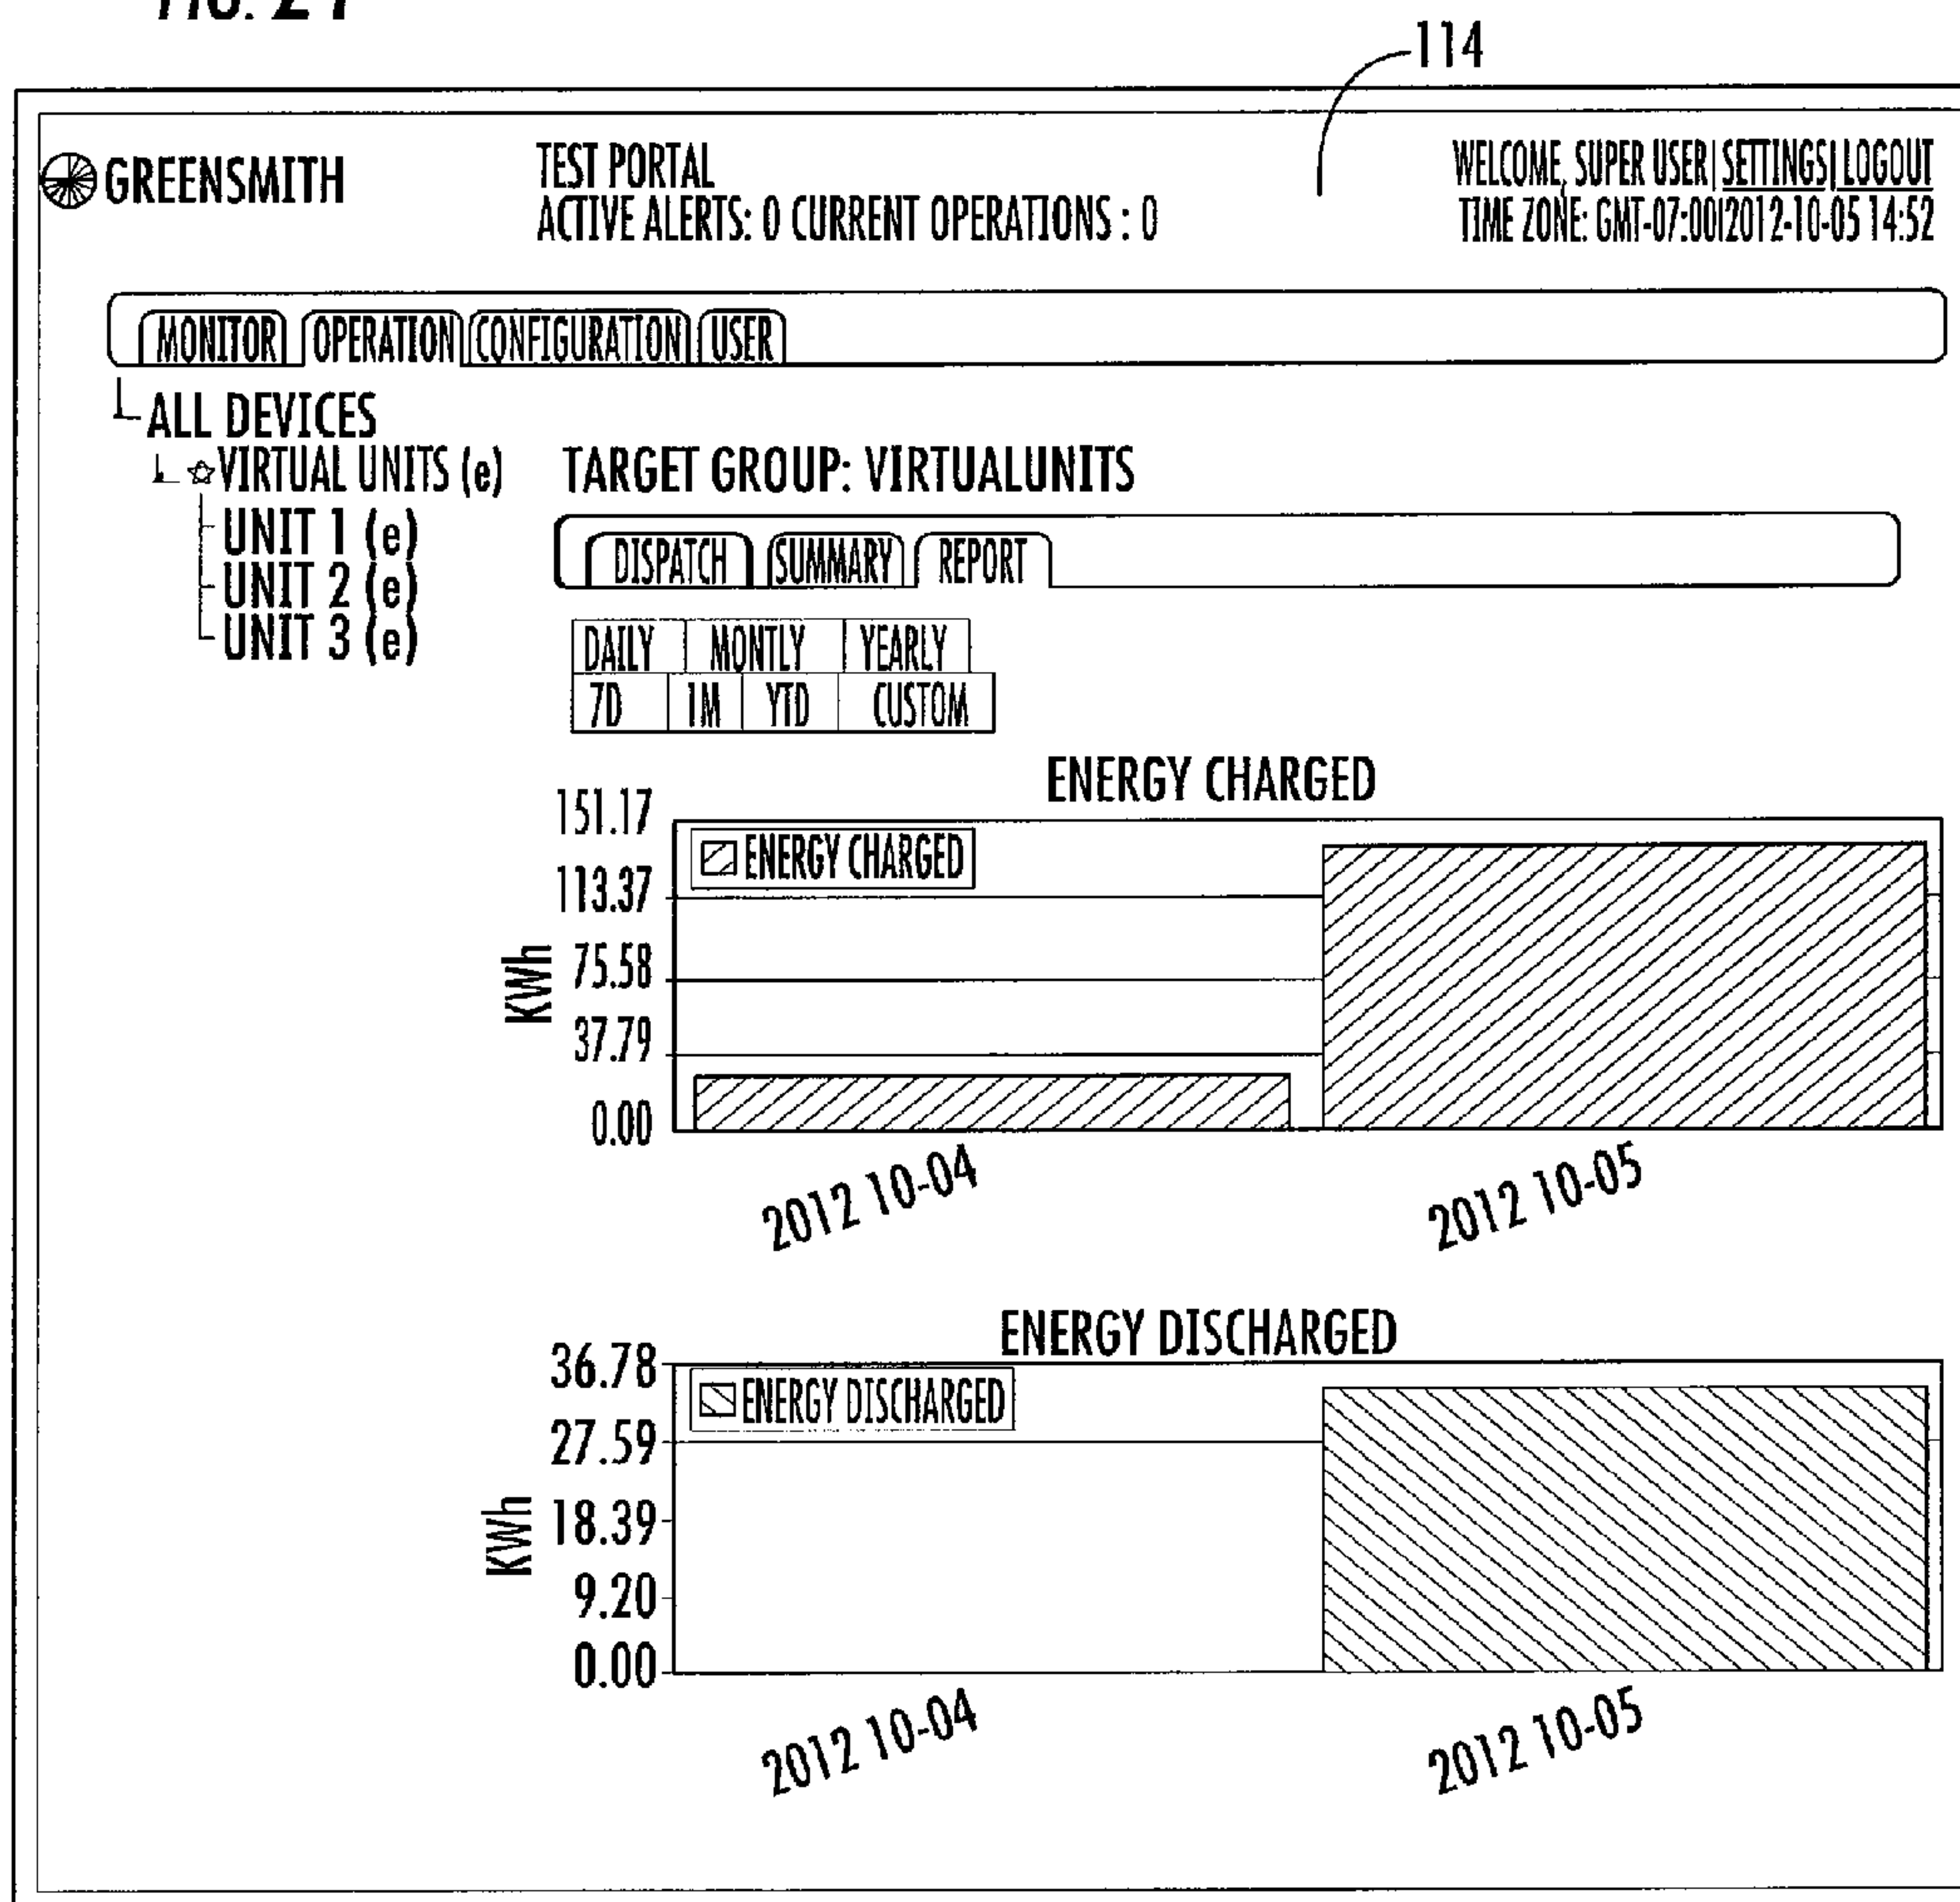 114
GREENSMITH
TEST PORTAL
ACTIVE ALERTS: 0 CURRENT OPERATIONS : 0
WELCOME, SUPER USER| SETTINGS| LOGOUT
TIME ZONE: GMT-07:00|2012-10-05 14:52
MONITOR OPERATION CONFIGURATION USER
ALL DEVICES
VIRTUAL UNITS (e)
UNIT 1 (e)
UNIT 2 (e)
UNIT 3 (e)
TARGET GROUP: VIRTUALUNITS
DISPATCH SUMMARY REPORT
DAILY MONTLY YEARLY
7D 1M YTD CUSTOM
ENERGY CHARGED
ENERGY CHARGED
KWh
151.17
113.37
75.58
37.79
0.00
2012 10-04
2012 10-05
ENERGY DISCHARGED
ENERGY DISCHARGED
KWh
36.78
27.59
18.39
9.20
0.00
2012 10-04
2012 10-05